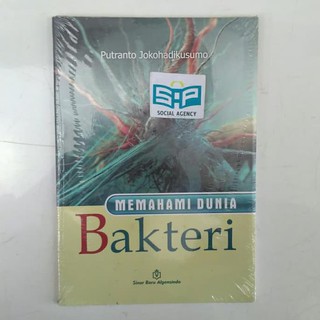 Putranto Jokohadikusumo
SAP
SOCIAL AGENCY
MEMAHAMI DUNIA
Bakteri
Sinar Baru Algensindo